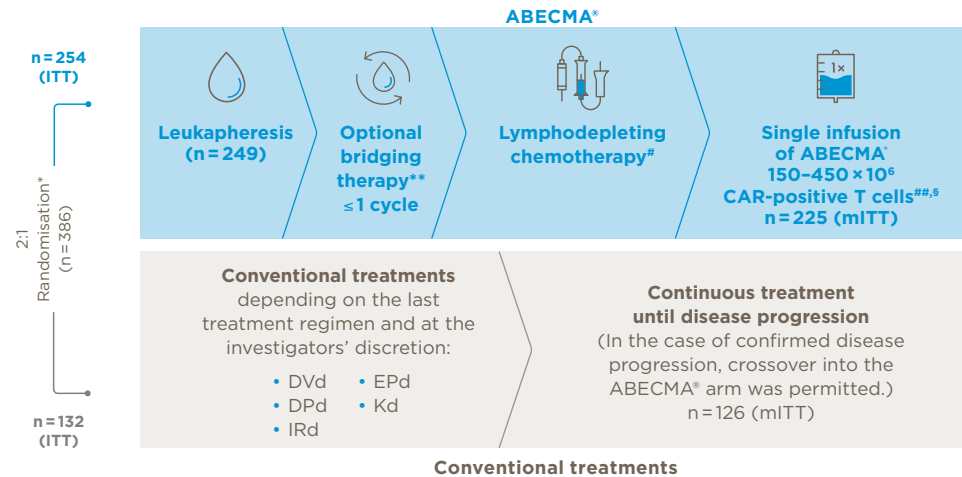 ABECMA®
n=254
(ITT)
2:1
Randomisation*
(n=386)
n=132
(ITT)
Leukapheresis
(n=249)
Optional
bridging
therapy**
≤1 cycle
Lymphodepleting
chemotherapy#
1×
Single infusion
of ABECMA®
150–450×10⁶
CAR-positive T cells##,§
n=225 (mITT)
Conventional treatments
depending on the last
treatment regimen and at the
investigators’ discretion:
• DVd • EPd
• DPd • Kd
• IRd
Continuous treatment
until disease progression
(In the case of confirmed disease
progression, crossover into the
ABECMA® arm was permitted.)
n=126 (mITT)
Conventional treatments